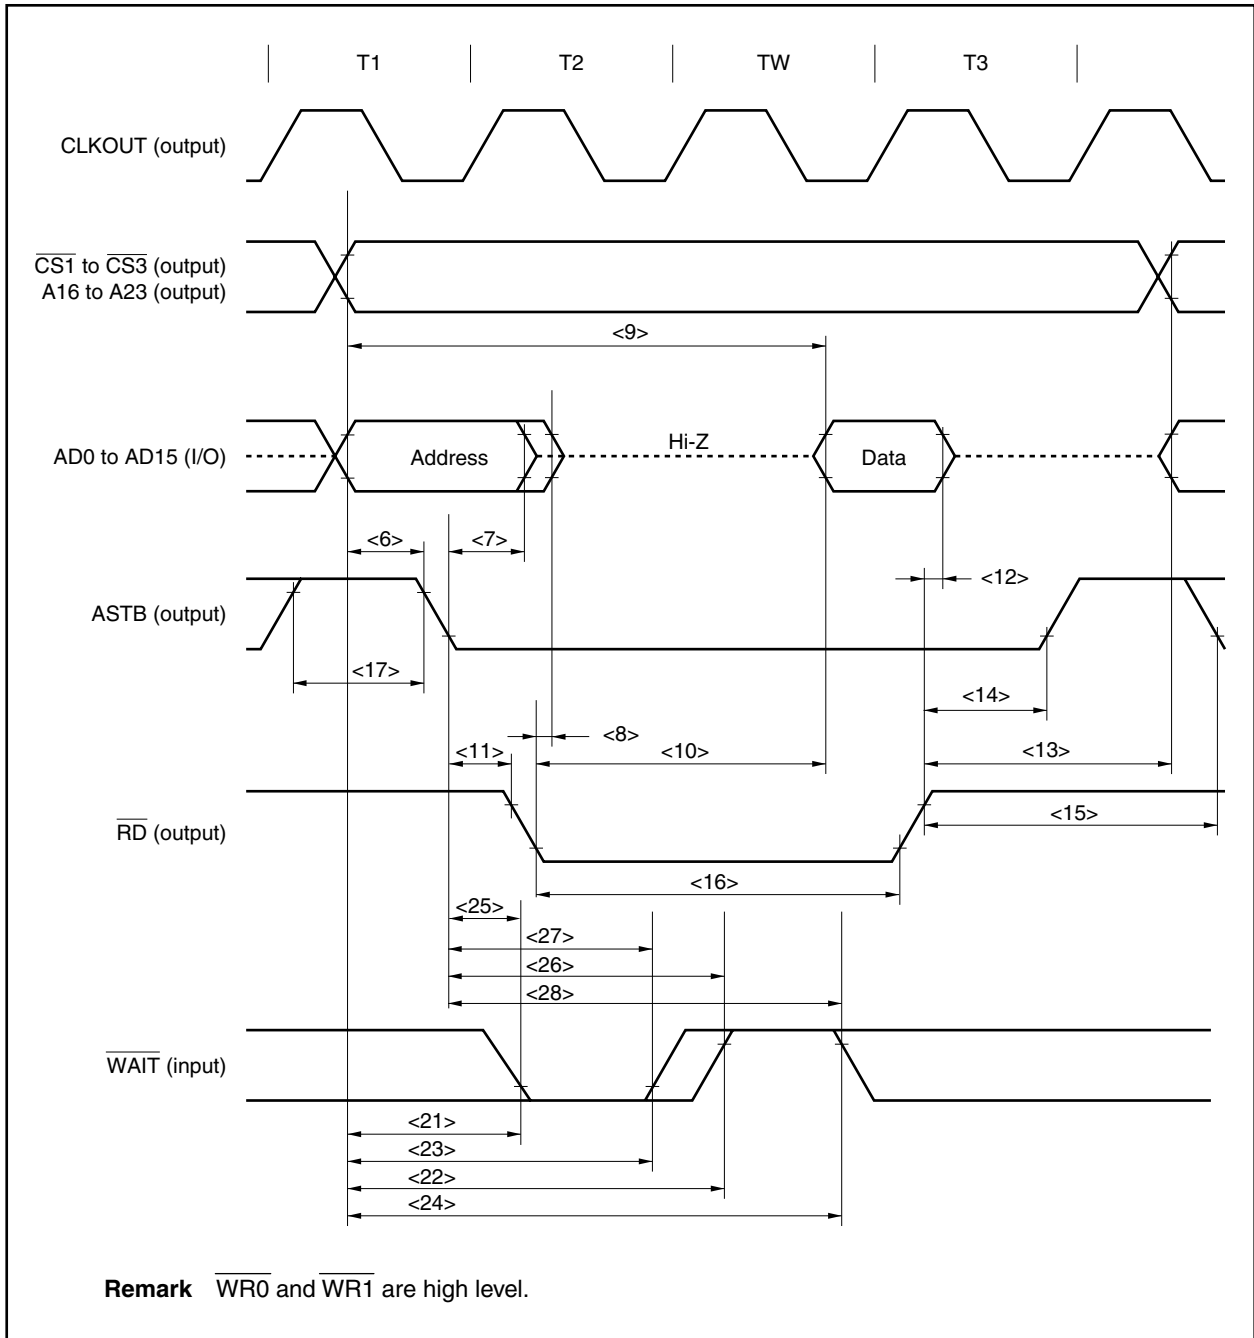 T1 T2 TW T3
CLKOUT (output)
CS1 to CS3 (output)
A16 to A23 (output)
<9>
AD0 to AD15 (I/O)
Address
Hi-Z
Data
<6>
<7>
<12>
ASTB (output)
<17>
<14>
<8>
<11>
<10>
<13>
RD (output)
<15>
<16>
<25>
<27>
<26>
<28>
WAIT (input)
<21>
<23>
<22>
<24>
Remark WR0 and WR1 are high level.